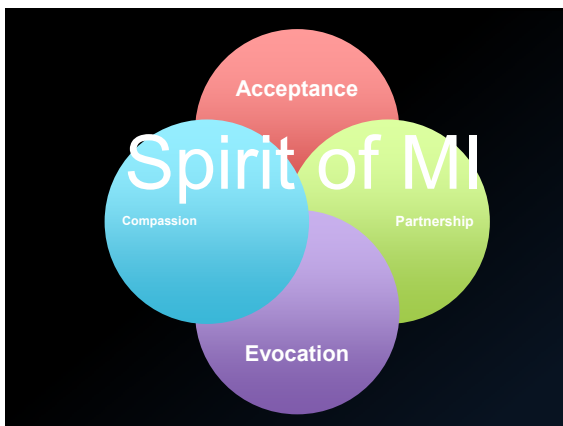 Acceptance
Spirit of MI
Compassion
Partnership
Evocation